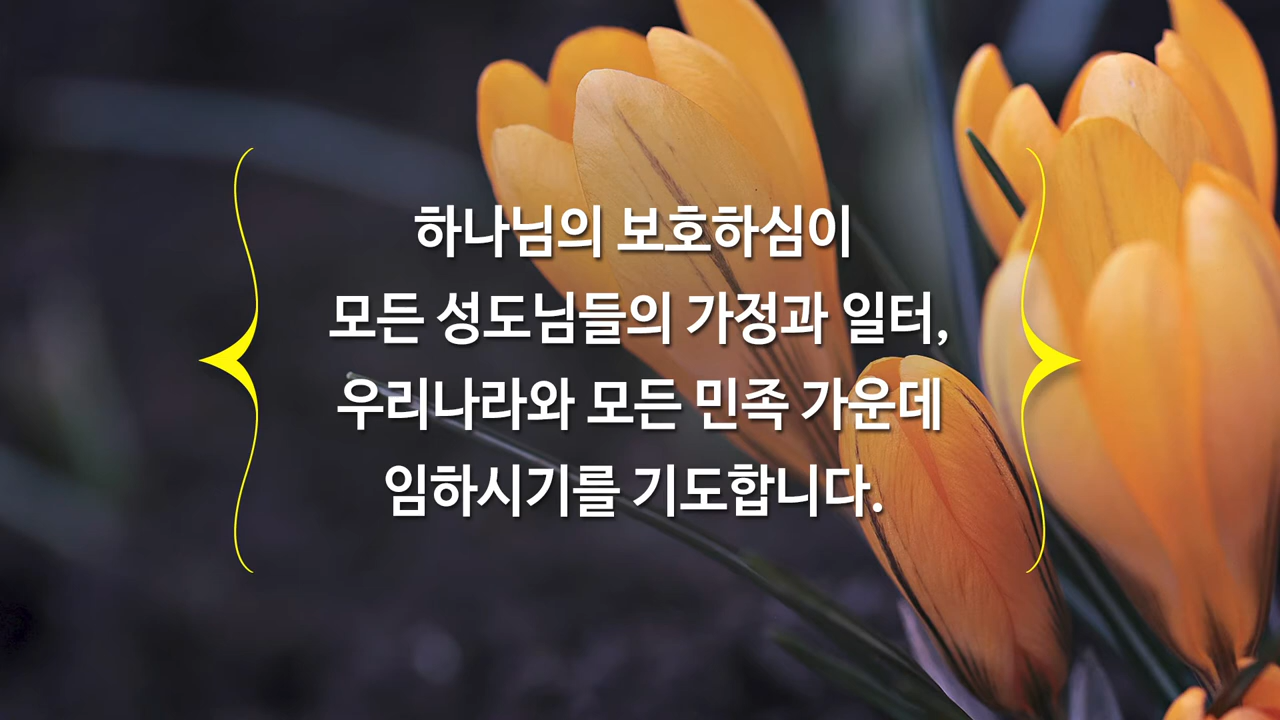 하나님의 보호하심이
모든 성도님들의 가정과 일터,
우리나라와 모든 민족 가운데
임하시기를 기도합니다.